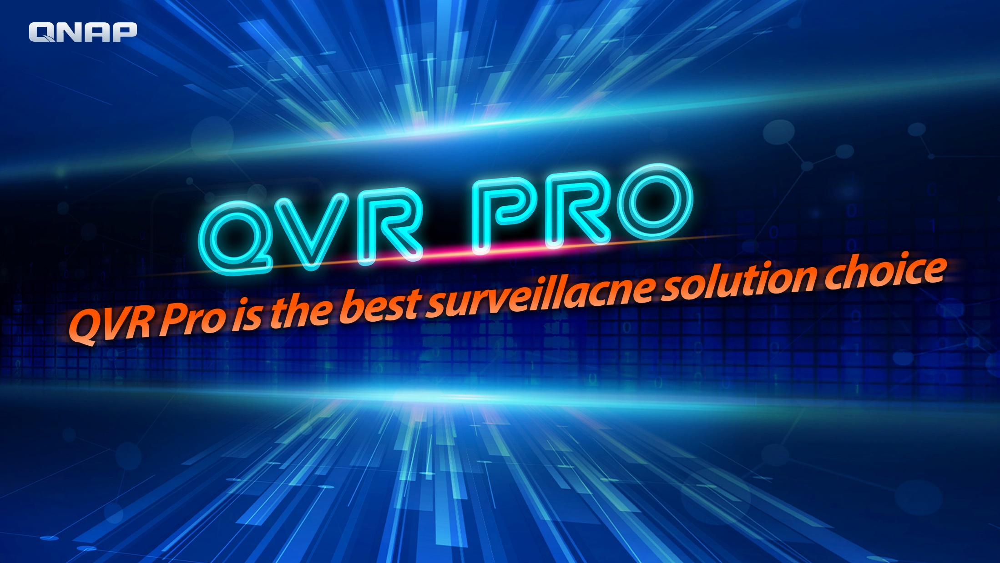 QNAP
QVR PRO
QVR Pro is the best surveillacne solution choice